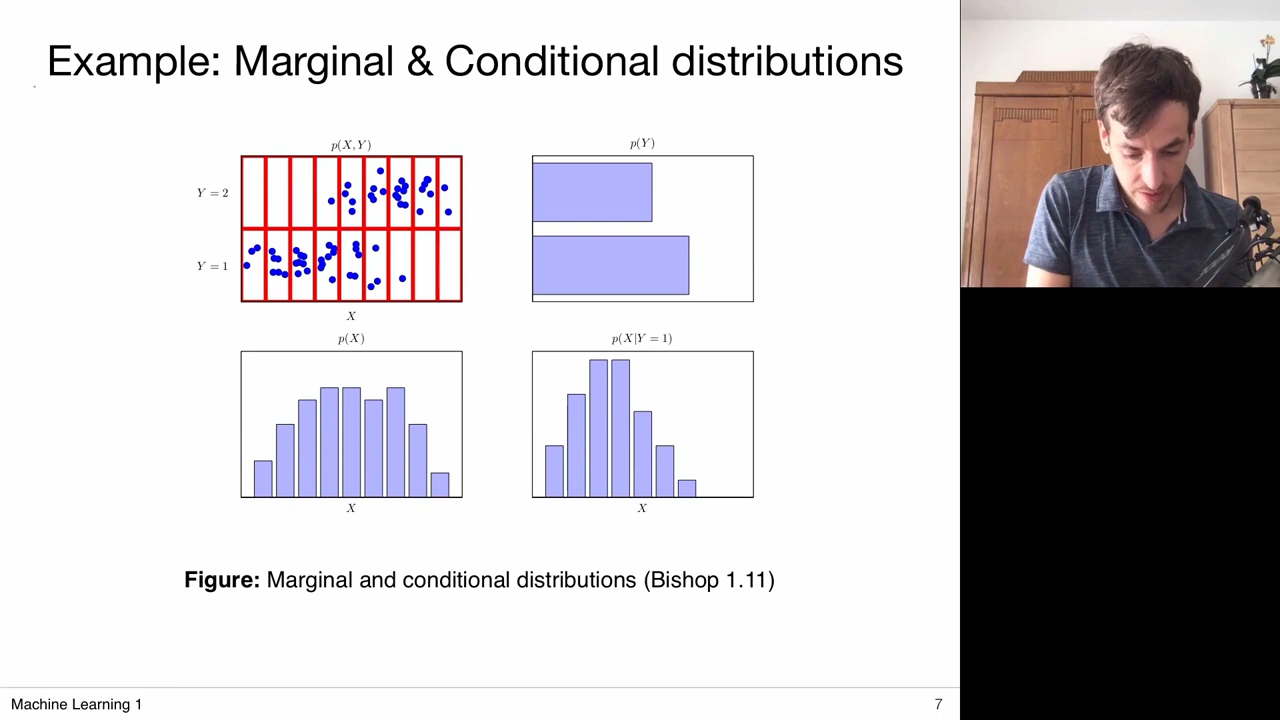 Example: Marginal & Conditional distributions
p(X, Y)
Y = 2
Y = 1
X
p(Y)
p(X)
X
p(X|Y = 1)
X
Figure: Marginal and conditional distributions (Bishop 1.11)
Machine Learning 1
7